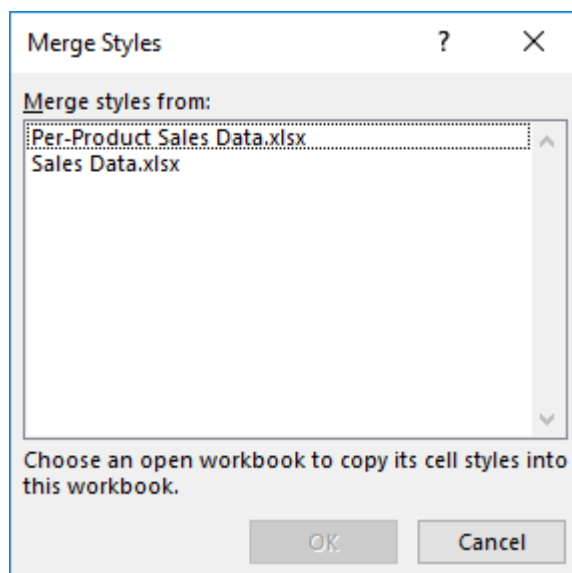 Merge Styles
?
Merge styles from:
Per-Product Sales Data.xlsx
Sales Data.xlsx
Choose an open workbook to copy its cell styles into
this workbook.
OK Cancel